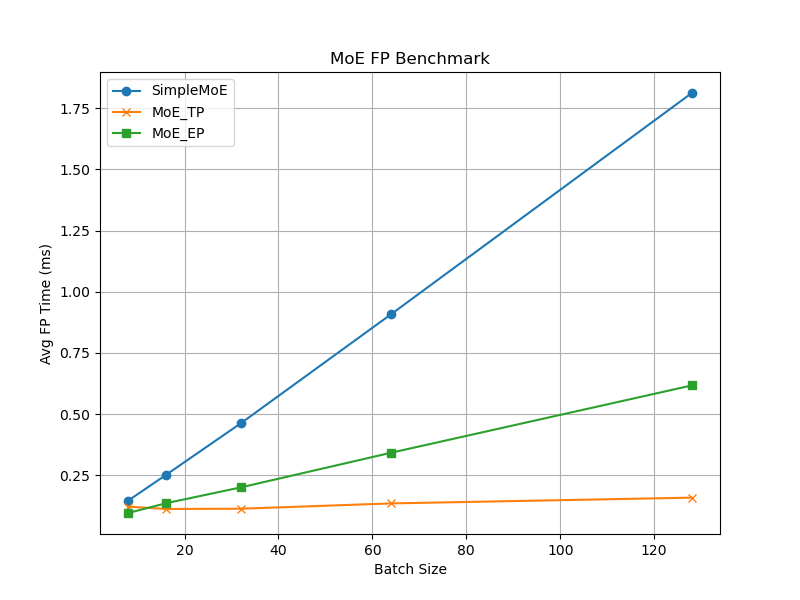 MoE FP Benchmark
SimpleMoE
MoE_TP
MoE_EP
Avg FP Time (ms)
1.75
1.50
1.25
1.00
0.75
0.50
0.25
20 40 60 80 100 120
Batch Size